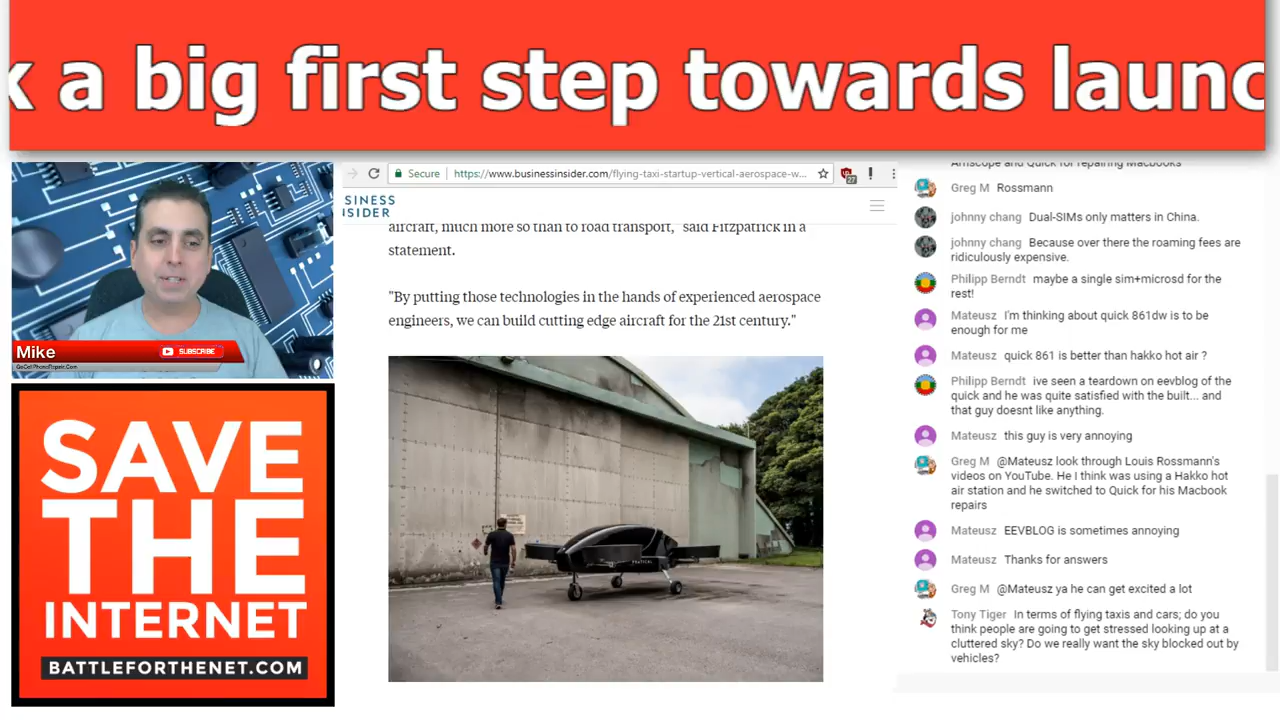 k a big first step towards launc
Mike
SUBSCRIBE
GoCellPhoneRepair.Com
SAVE
THE
INTERNET
BATTLEFORTHENET.COM
Secure https://www.businessinsider.com/flying-taxi-startup-vertical-aerospace-w...
27
SINESS
INSIDER
aircraft, much more so than to road transport," said Fitzpatrick in a
statement.
"By putting those technologies in the hands of experienced aerospace
engineers, we can build cutting edge aircraft for the 21st century."
Amscope and Quick for repairing Macbooks
Greg M Rossmann
johnny chang Dual-SIMs only matters in China.
johnny chang Because over there the roaming fees are
ridiculously expensive.
Philipp Berndt maybe a single sim+microsd for the
rest!
Mateusz I'm thinking about quick 861dw is to be
enough for me
Mateusz quick 861 is better than hakko hot air ?
Philipp Berndt ive seen a teardown on eevblog of the
quick and he was quite satisfied with the built... and
that guy doesnt like anything.
Mateusz this guy is very annoying
Greg M @Mateusz look through Louis Rossmann's
videos on YouTube. He I think was using a Hakko hot
air station and he switched to Quick for his Macbook
repairs
Mateusz EEVBLOG is sometimes annoying
Mateusz Thanks for answers
Greg M @Mateusz ya he can get excited a lot
Tony Tiger In terms of flying taxis and cars; do you
think people are going to get stressed looking up at a
cluttered sky? Do we really want the sky blocked out by
vehicles?